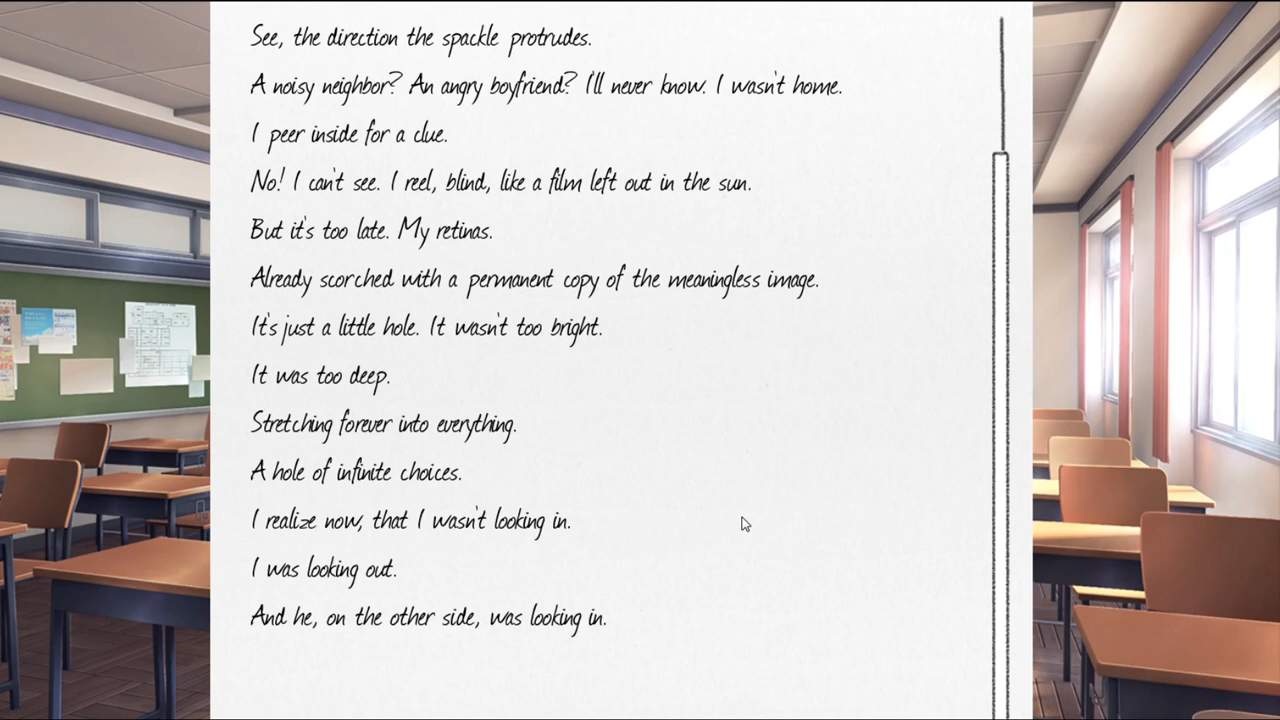 See, the direction the spackle protrudes.
A noisy neighbor? An angry boyfriend? I'll never know. I wasn't home.
I peer inside for a clue.
No! I can't see. I reel, blind, like a film left out in the sun.
But it's too late. My retinas.
Already scorched with a permanent copy of the meaningless image.
It's just a little hole. It wasn't too bright.
It was too deep.
Stretching forever into everything.
A hole of infinite choices.
I realize now, that I wasn't looking in.
I was looking out.
And he, on the other side, was looking in.